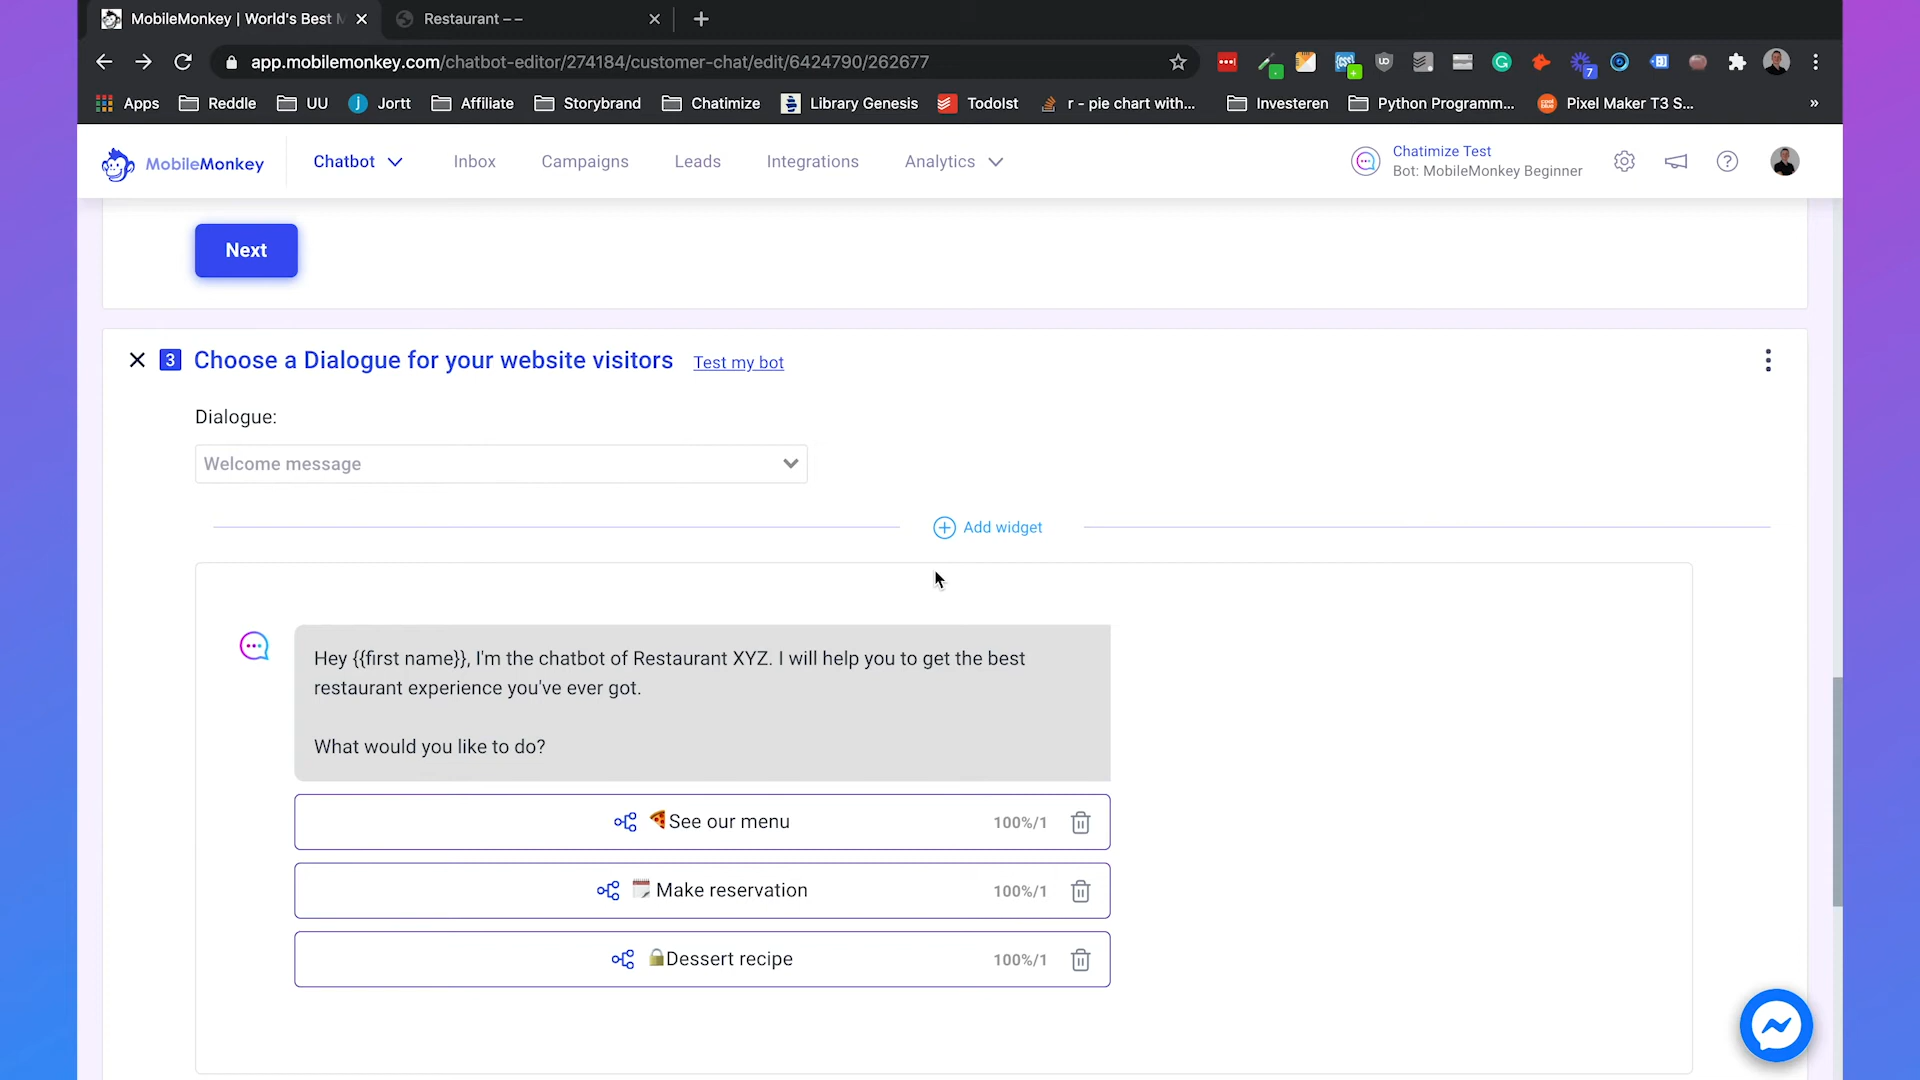 MobileMonkey | World's Best M
Restaurant – –
app.mobilemonkey.com/chatbot-editor/274184/customer-chat/edit/6424790/262677
7
Apps
Reddle
UU
Jortt
Affiliate
Storybrand
Chatimize
Library Genesis
TodoIst
r - pie chart with...
Investeren
Python Programm...
Pixel Maker T3 S...
»
MobileMonkey
Chatbot
Inbox
Campaigns
Leads
Integrations
Analytics
Chatimize Test
Bot: MobileMonkey Beginner
Next
3
Choose a Dialogue for your website visitors
Test my bot
Dialogue:
Welcome message
Add widget
Hey {{first name}}, I'm the chatbot of Restaurant XYZ. I will help you to get the best
restaurant experience you've ever got.
What would you like to do?
🍕See our menu
100%/1
🗓 Make reservation
100%/1
🔒Dessert recipe
100%/1